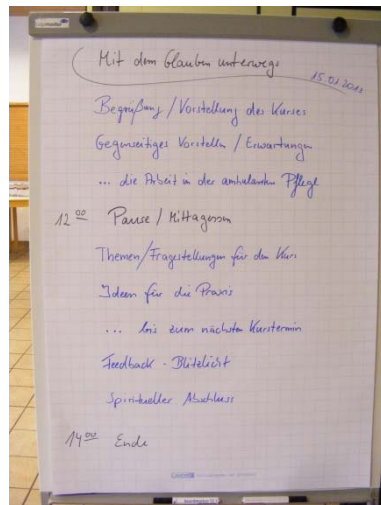 Mit dem Glauben unterwegs
15.01.2011
Begrüßung / Vorstellung des Kurses
Gegenseitiges Vorstellen / Erwartungen
... die Arbeit in der ambulanten Pflege
12 00 Pause / Mittagessen
Themen/Fragestellungen für den Kurs
Ideen für die Praxis
... bis zum nächsten Kurstermin
Feedback - Blitzlicht
Spiritueller Abschluss
14 00 Ende